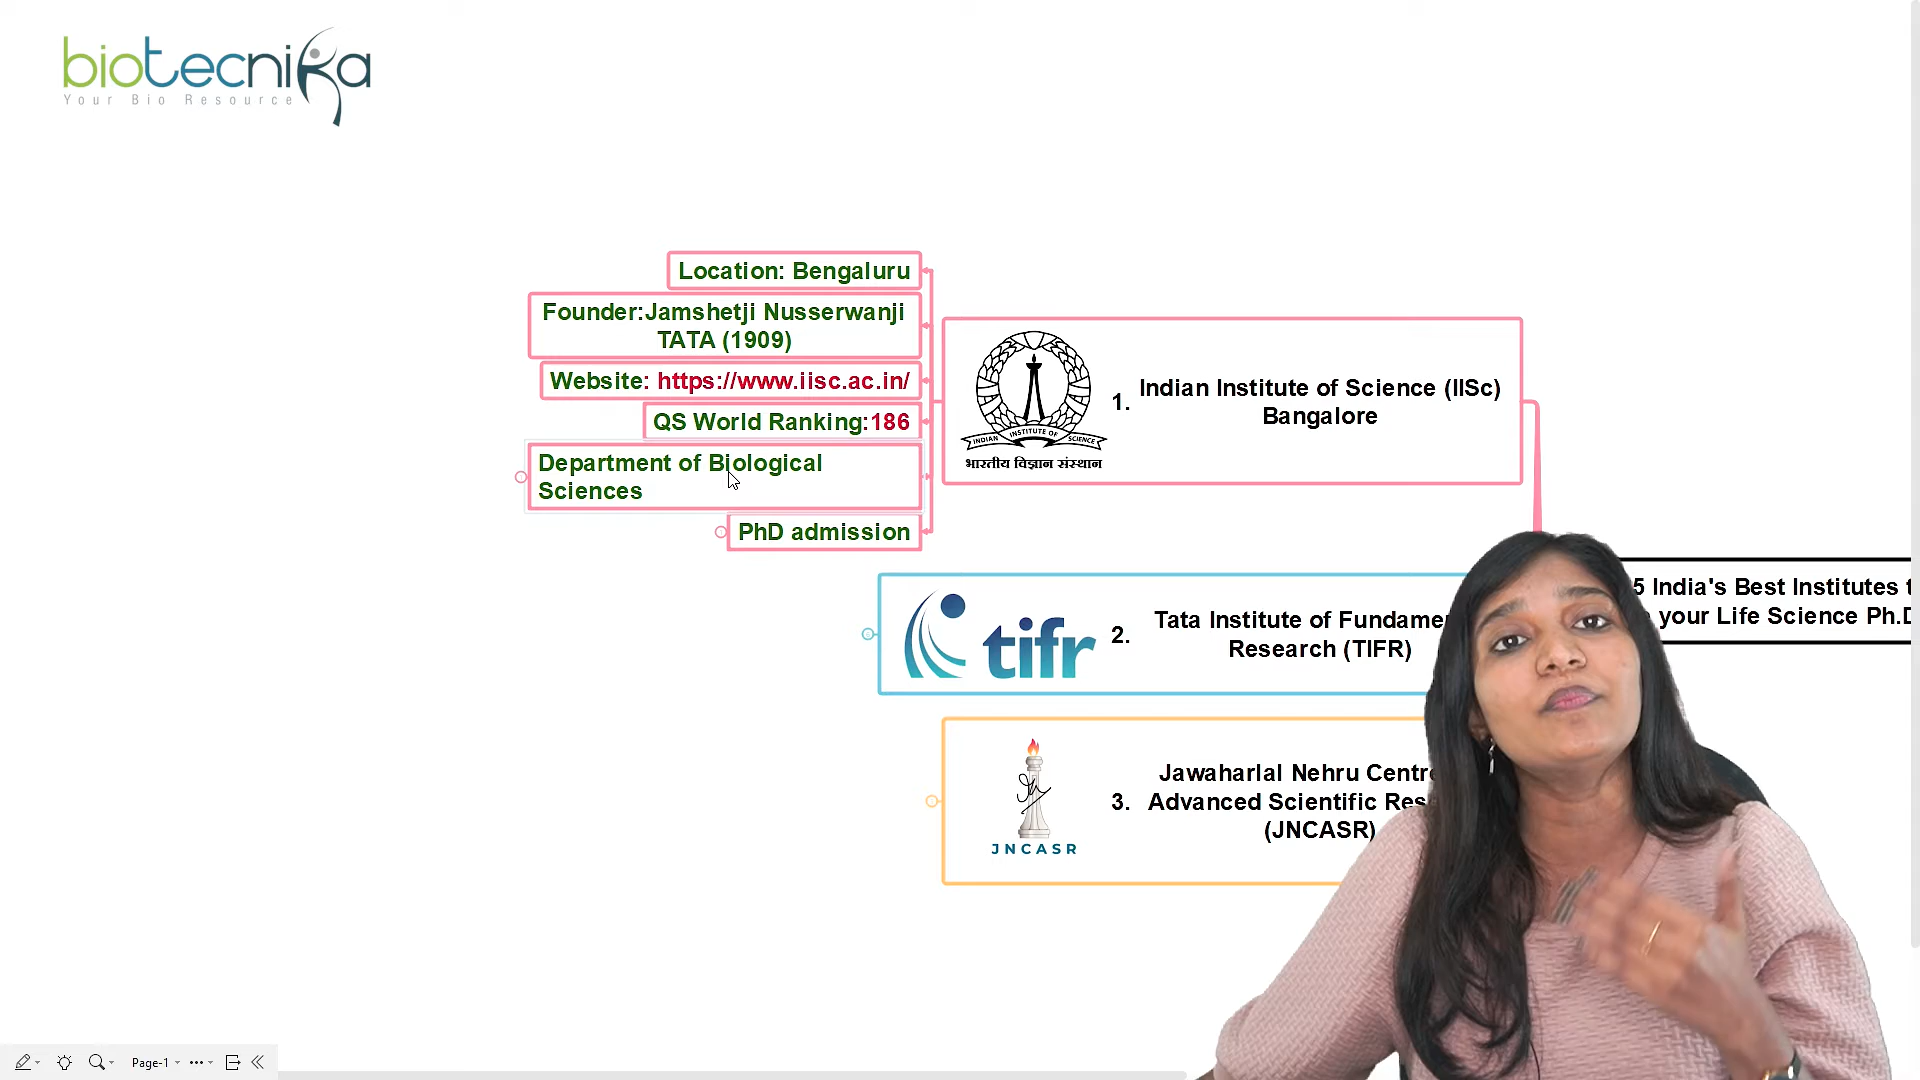 biotecnika
Your Bio Resource
Location: Bengaluru
Founder:Jamshetji Nusserwanji
TATA (1909)
Website: https://www.iisc.ac.in/
QS World Ranking:186
Department of Biological
Sciences
PhD admission
INDIAN INSTITUTE OF SCIENCE
भारतीय विज्ञान संस्थान
1.
Indian Institute of Science (IISc)
Bangalore
tifr
2.
Tata Institute of Fundame
Research (TIFR)
5 India's Best Institutes t
your Life Science Ph.D
JNCASR
3.
Jawaharlal Nehru Centre
Advanced Scientific Res
(JNCASR)
Page-1